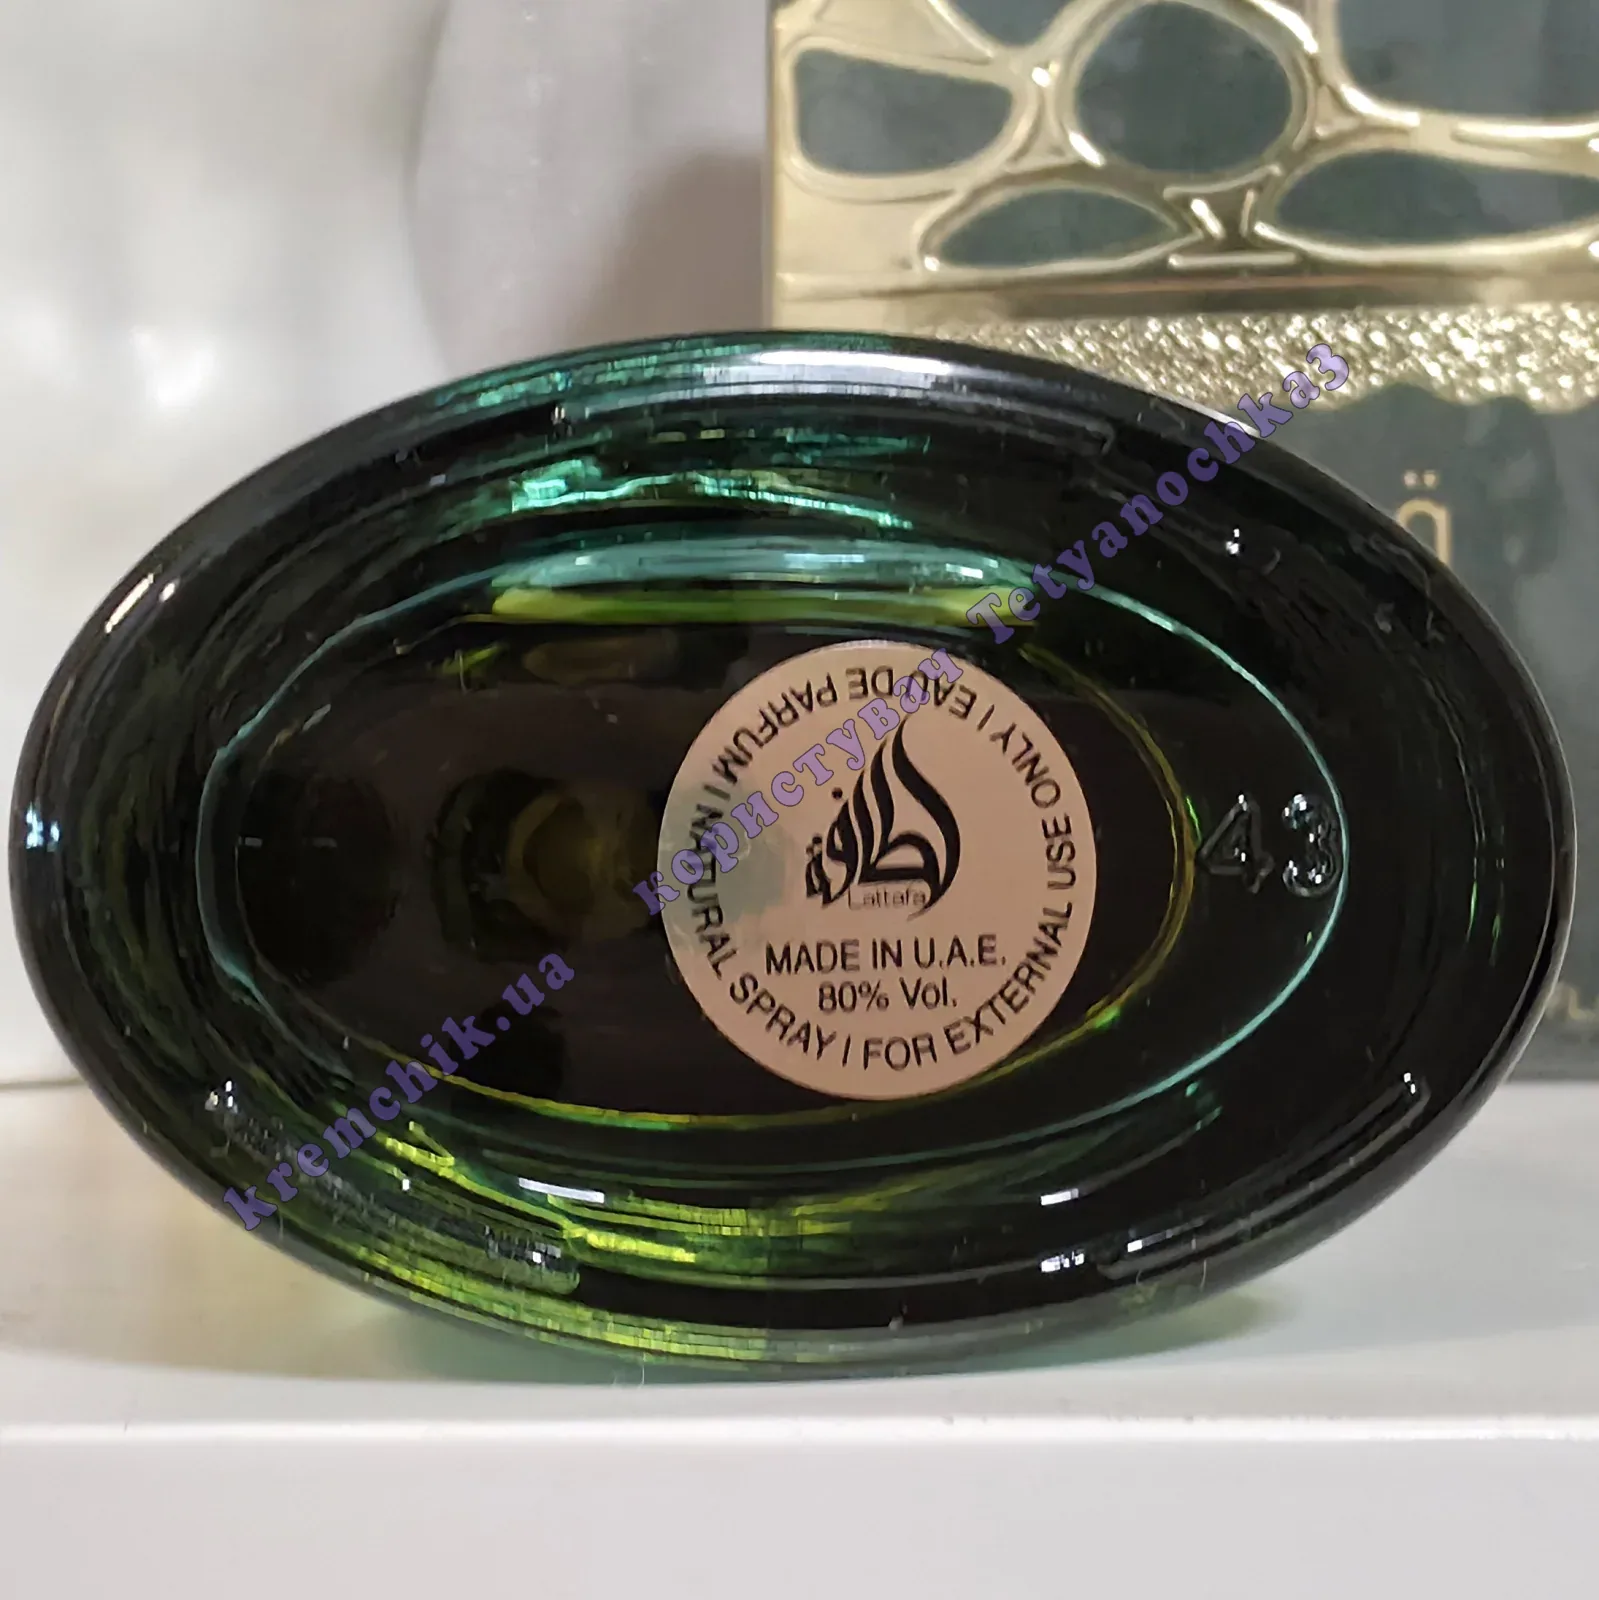 EAU DE PARFUM | NATURAL SPRAY | FOR EXTERNAL USE ONLY |
لطافة
Lattafa
MADE IN U.A.E.
80% Vol.
43
kremchik.ua користувач Tetyanochka3